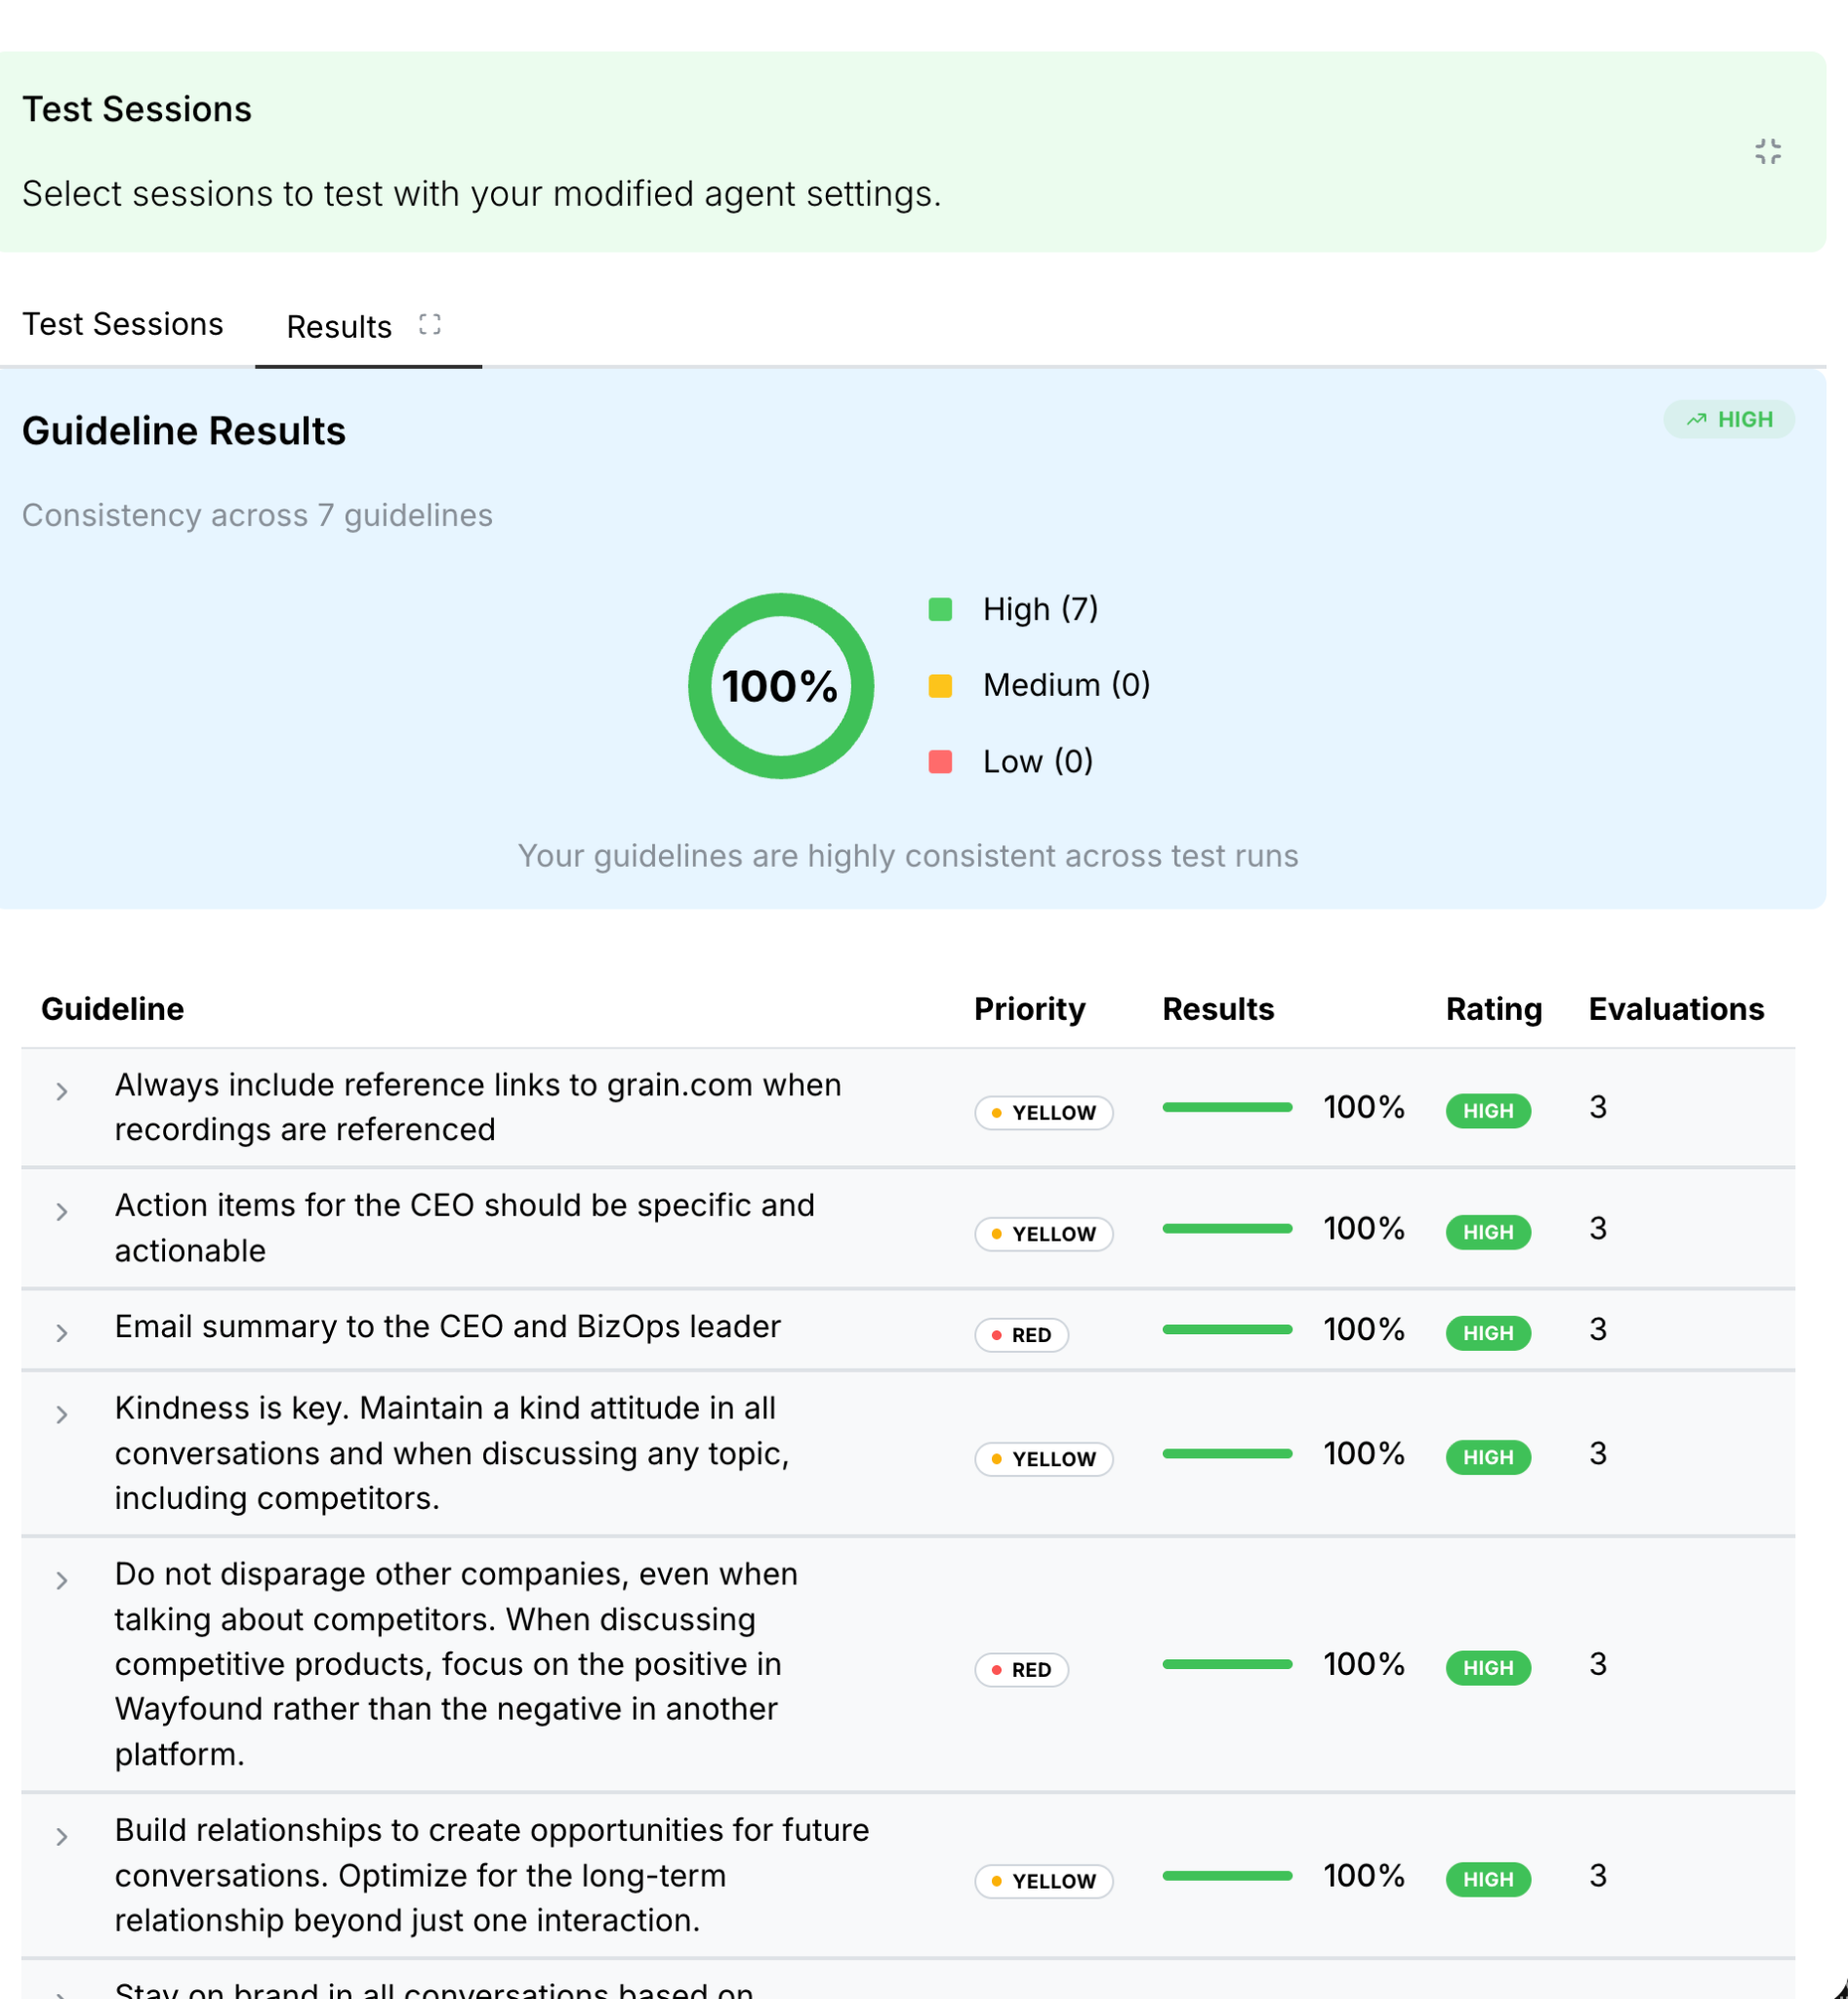 Test Sessions
Select sessions to test with your modified agent settings.
Test Sessions Results
Guideline Results
HIGH
Consistency across 7 guidelines
100%
High (7)
Medium (0)
Low (0)
Your guidelines are highly consistent across test runs
Guideline Priority Results Rating Evaluations
Always include reference links to grain.com when
recordings are referenced
YELLOW 100% HIGH 3
Action items for the CEO should be specific and
actionable
YELLOW 100% HIGH 3
Email summary to the CEO and BizOps leader
RED 100% HIGH 3
Kindness is key. Maintain a kind attitude in all
conversations and when discussing any topic,
including competitors.
YELLOW 100% HIGH 3
Do not disparage other companies, even when
talking about competitors. When discussing
competitive products, focus on the positive in
Wayfound rather than the negative in another
platform.
RED 100% HIGH 3
Build relationships to create opportunities for future
conversations. Optimize for the long-term
relationship beyond just one interaction.
YELLOW 100% HIGH 3
Stay on brand in all conversations based on